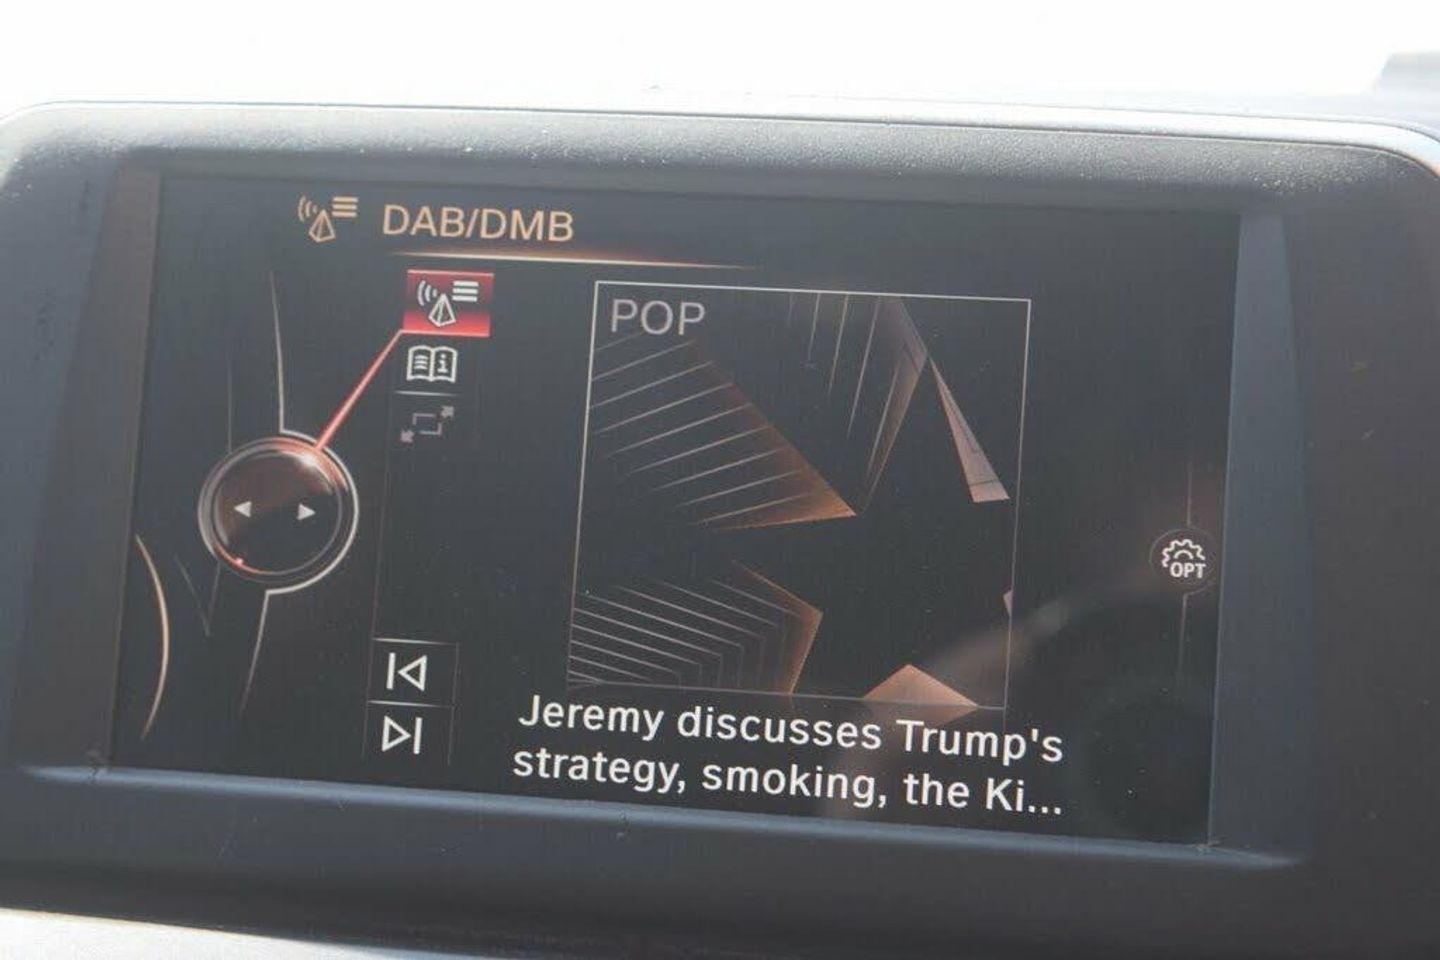 DAB/DMB
POP
OPT
Jeremy discusses Trump's
strategy, smoking, the Ki...